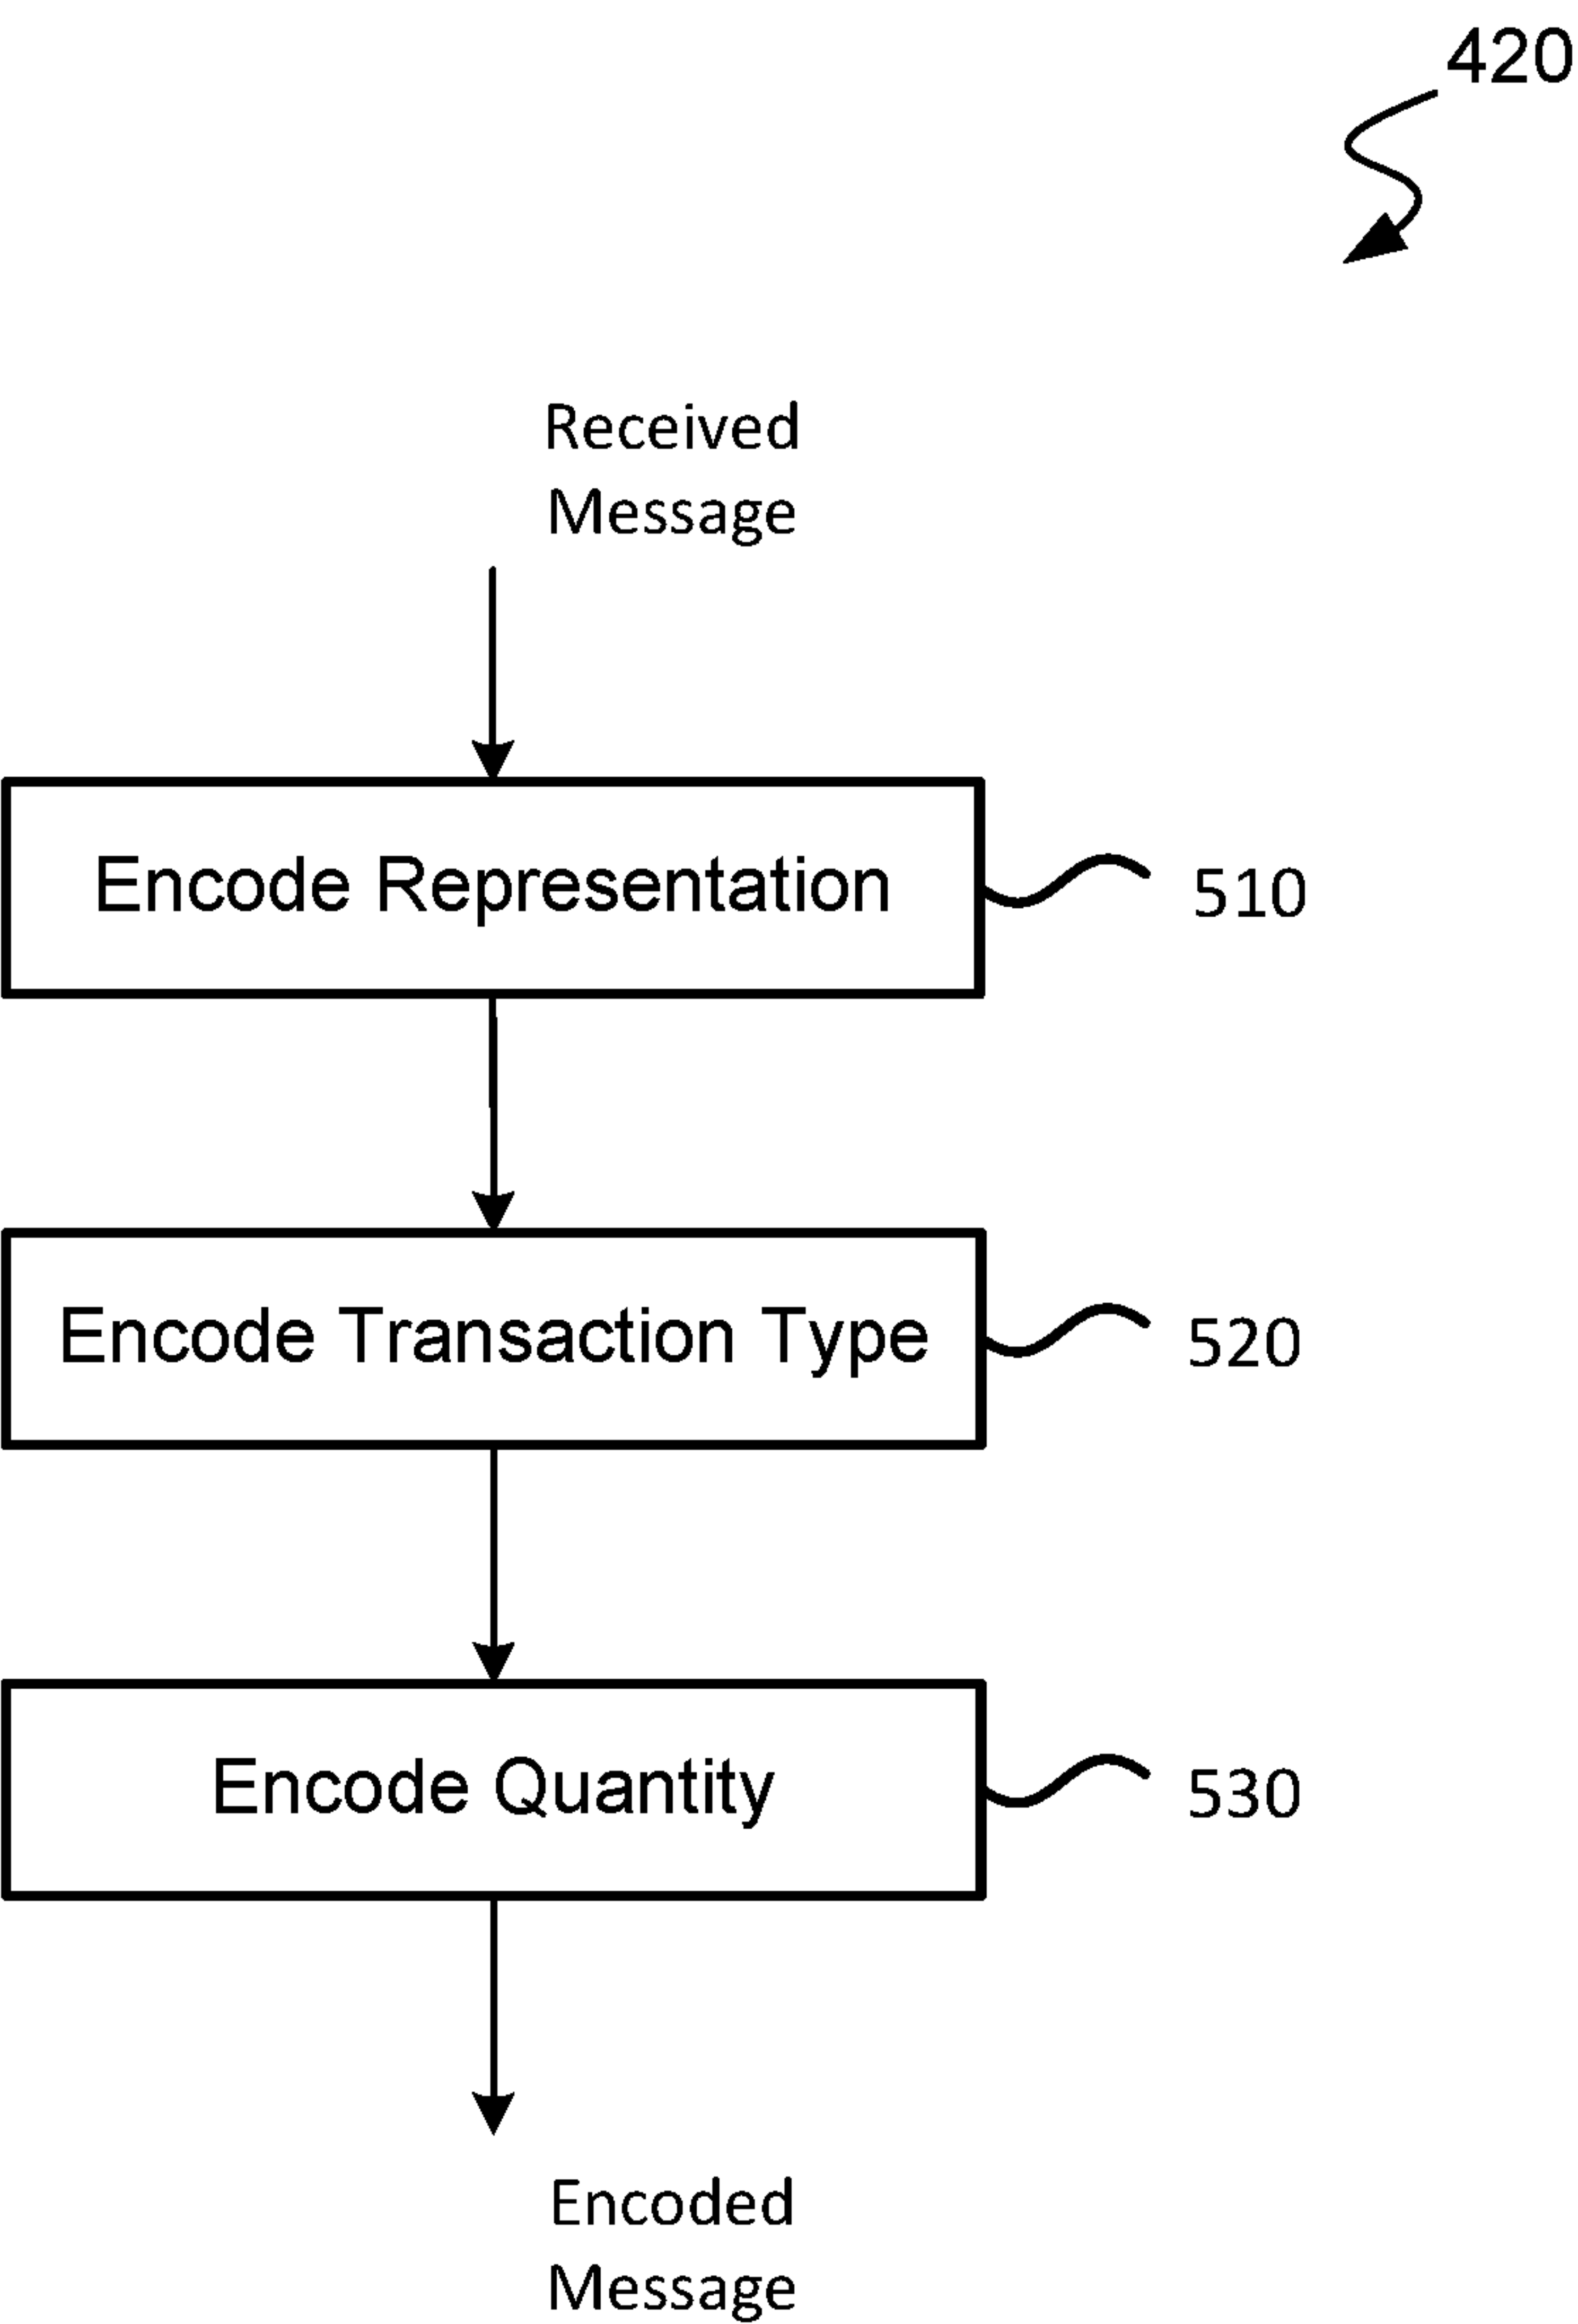 420
Received
Message
Encode Representation
510
Encode Transaction Type
520
Encode Quantity
530
Encoded
Message